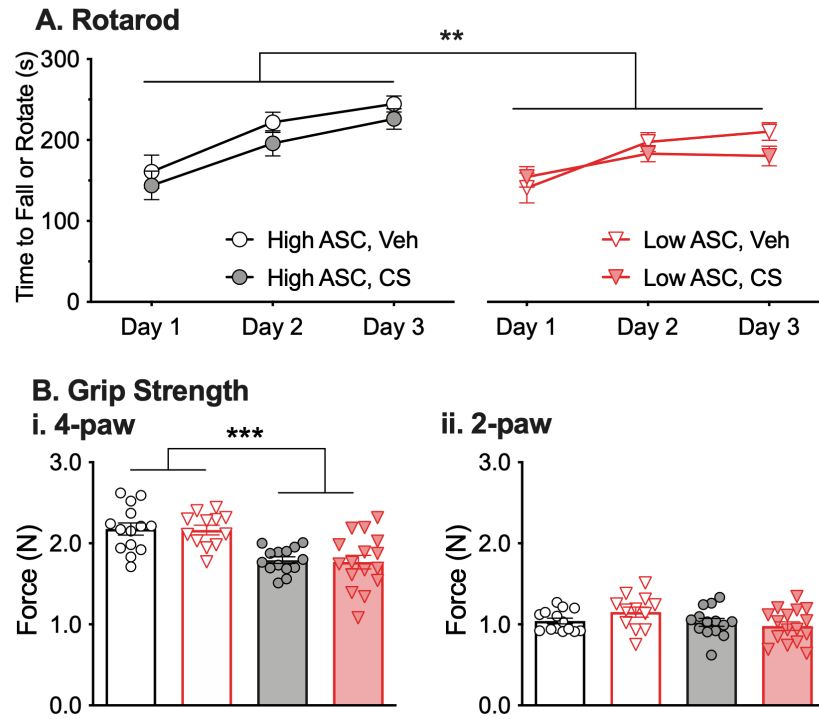 A. Rotarod
**
Time to Fall or Rotate (s)
300
200
100
0
High ASC, Veh
High ASC, CS
Low ASC, Veh
Low ASC, CS
Day 1 Day 2 Day 3
Day 1 Day 2 Day 3
B. Grip Strength
i. 4-paw
***
Force (N)
3.0
2.0
1.0
0.0
ii. 2-paw
Force (N)
3.0
2.0
1.0
0.0